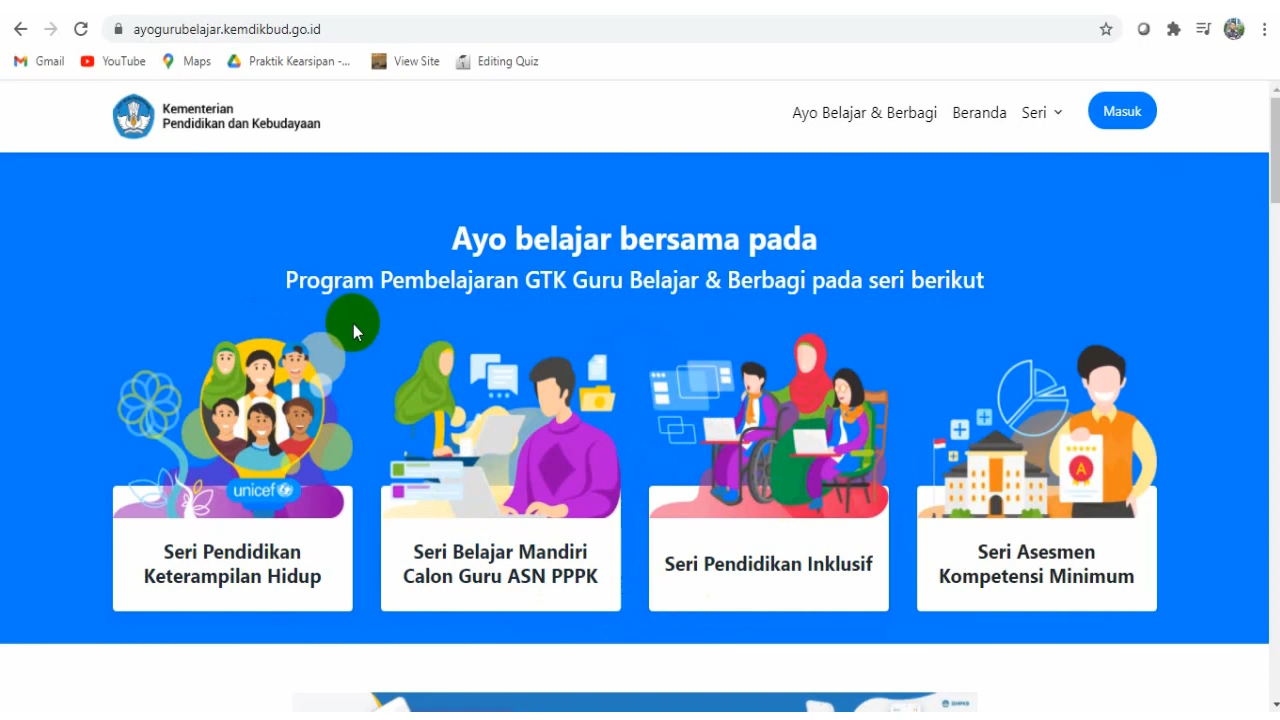 ayogurubelajar.kemdikbud.go.id
Gmail YouTube Maps Praktik Kearsipan -... View Site Editing Quiz
Kementerian
Pendidikan dan Kebudayaan
Ayo Belajar & Berbagi Beranda Seri Masuk
Ayo belajar bersama pada
Program Pembelajaran GTK Guru Belajar & Berbagi pada seri berikut
unicef
A
Seri Pendidikan
Keterampilan Hidup
Seri Belajar Mandiri
Calon Guru ASN PPPK
Seri Pendidikan Inklusif
Seri Asesmen
Kompetensi Minimum